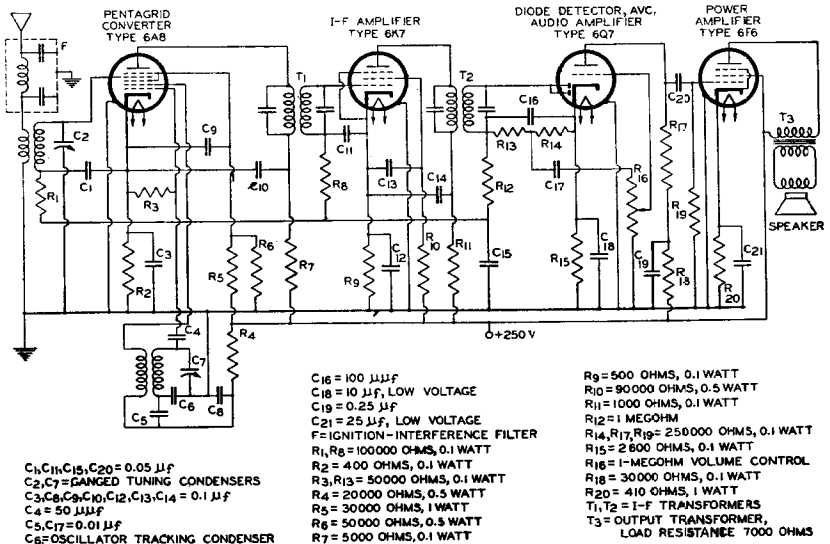 PENTAGRID
CONVERTER
TYPE 6A8
I-F AMPLIFIER
TYPE 6K7
DIODE DETECTOR, AVC,
AUDIO AMPLIFIER
TYPE 6Q7
POWER
AMPLIFIER
TYPE 6F6
F
C2
C1
R1
C9
C10
R3
C3
R2
R5
R6
R7
T1
C11
R8
C13
C14
C12
R9
R10
R11
T2
C16
R13
R14
R12
C17
C15
R15
C18
R16
R17
C20
C19
R18
R19
C21
R20
T3
SPEAKER
C4
C7
R4
C5
C6
C8
+250 V
C1,C11,C15,C20=0.05 μf
C2,C7=GANGED TUNING CONDENSERS
C3,C8,C9,C10,C12,C13,C14=0.1 μf
C4=50 μμf
C5,C17=0.01 μf
C6=OSCILLATOR TRACKING CONDENSER
C16=100 μμf
C18=10 μf, LOW VOLTAGE
C19=0.25 μf
C21=25 μf, LOW VOLTAGE
F=IGNITION-INTERFERENCE FILTER
R1,R8=100000 OHMS, 0.1 WATT
R2=400 OHMS, 0.1 WATT
R3,R13=50000 OHMS, 0.1 WATT
R4=20000 OHMS, 0.5 WATT
R5=30000 OHMS, 1 WATT
R6=50000 OHMS, 0.5 WATT
R7=5000 OHMS, 0.1 WATT
R9=500 OHMS, 0.1 WATT
R10=90000 OHMS, 0.5 WATT
R11=1000 OHMS, 0.1 WATT
R12=1 MEGOHM
R14,R17,R19=250000 OHMS, 0.1 WATT
R15=2600 OHMS, 0.1 WATT
R16=1-MEGOHM VOLUME CONTROL
R18=30000 OHMS, 0.1 WATT
R20=410 OHMS, 1 WATT
T1,T2=I-F TRANSFORMERS
T3=OUTPUT TRANSFORMER,
LOAD RESISTANCE 7000 OHMS